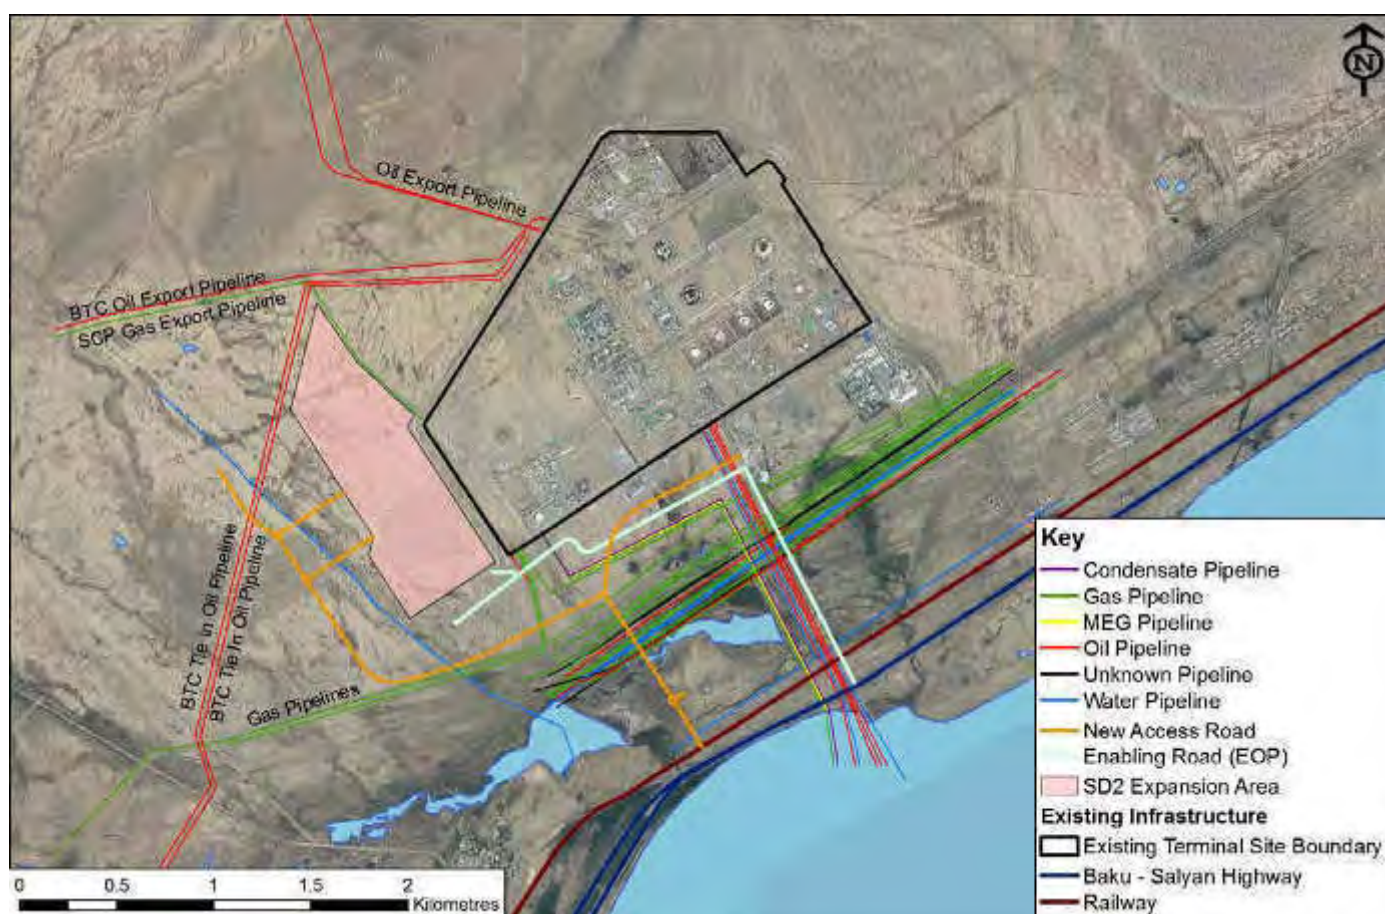 N
Oil Export Pipeline
BTC Oil Export Pipeline
SCP Gas Export Pipeline
BTC Tie In Oil Pipeline
BTC Tie In Oil Pipeline
Gas Pipelines
Key
Condensate Pipeline
Gas Pipeline
MEG Pipeline
Oil Pipeline
Unknown Pipeline
Water Pipeline
New Access Road
Enabling Road (EOP)
SD2 Expansion Area
Existing Infrastructure
Existing Terminal Site Boundary
Baku - Salyan Highway
Railway
0 0.5 1 1.5 2
Kilometres